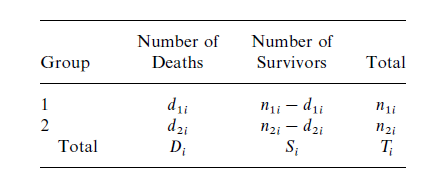 Number of Number of
Group Deaths Survivors Total
1 d₁ᵢ n₁ᵢ − d₁ᵢ n₁ᵢ
2 d₂ᵢ n₂ᵢ − d₂ᵢ n₂ᵢ
Total Dᵢ Sᵢ Tᵢ